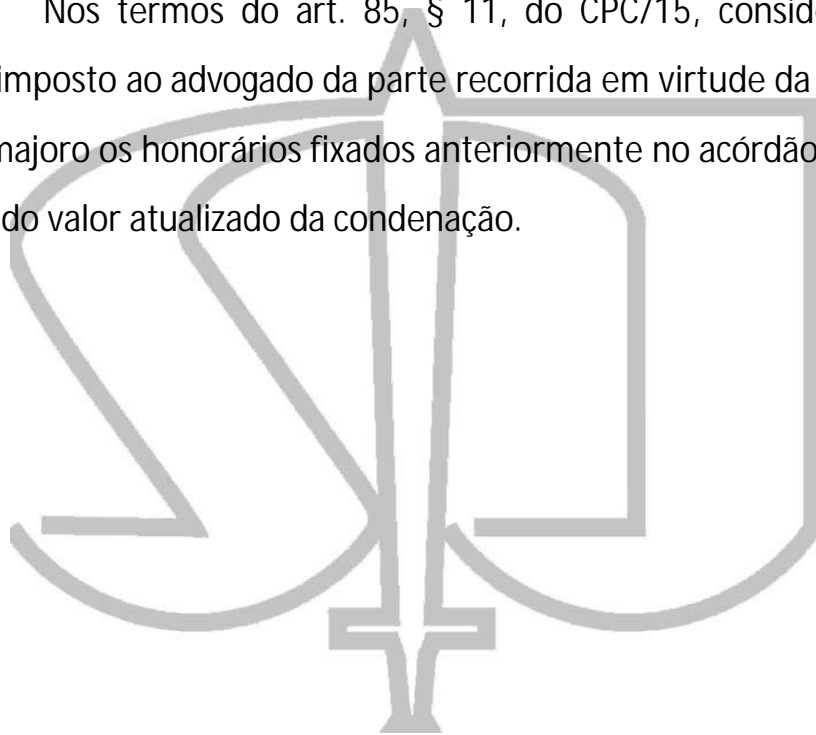 Nos termos do art. 85, § 11, do CPC/15, conside
imposto ao advogado da parte recorrida em virtude da
majoro os honorários fixados anteriormente no acórdão
do valor atualizado da condenação.